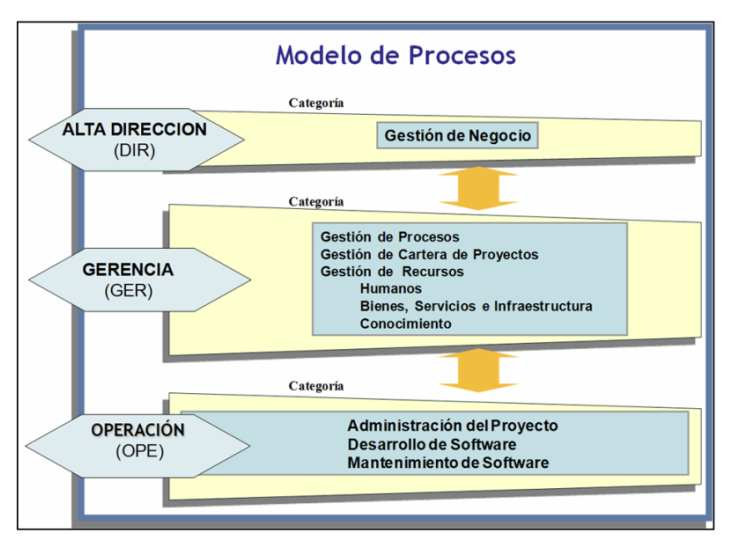 Modelo de Procesos
Categoría
ALTA DIRECCION
(DIR)
Gestión de Negocio
Categoría
GERENCIA
(GER)
Gestión de Procesos
Gestión de Cartera de Proyectos
Gestión de Recursos
Humanos
Bienes, Servicios e Infraestructura
Conocimiento
Categoría
OPERACIÓN
(OPE)
Administración del Proyecto
Desarrollo de Software
Mantenimiento de Software